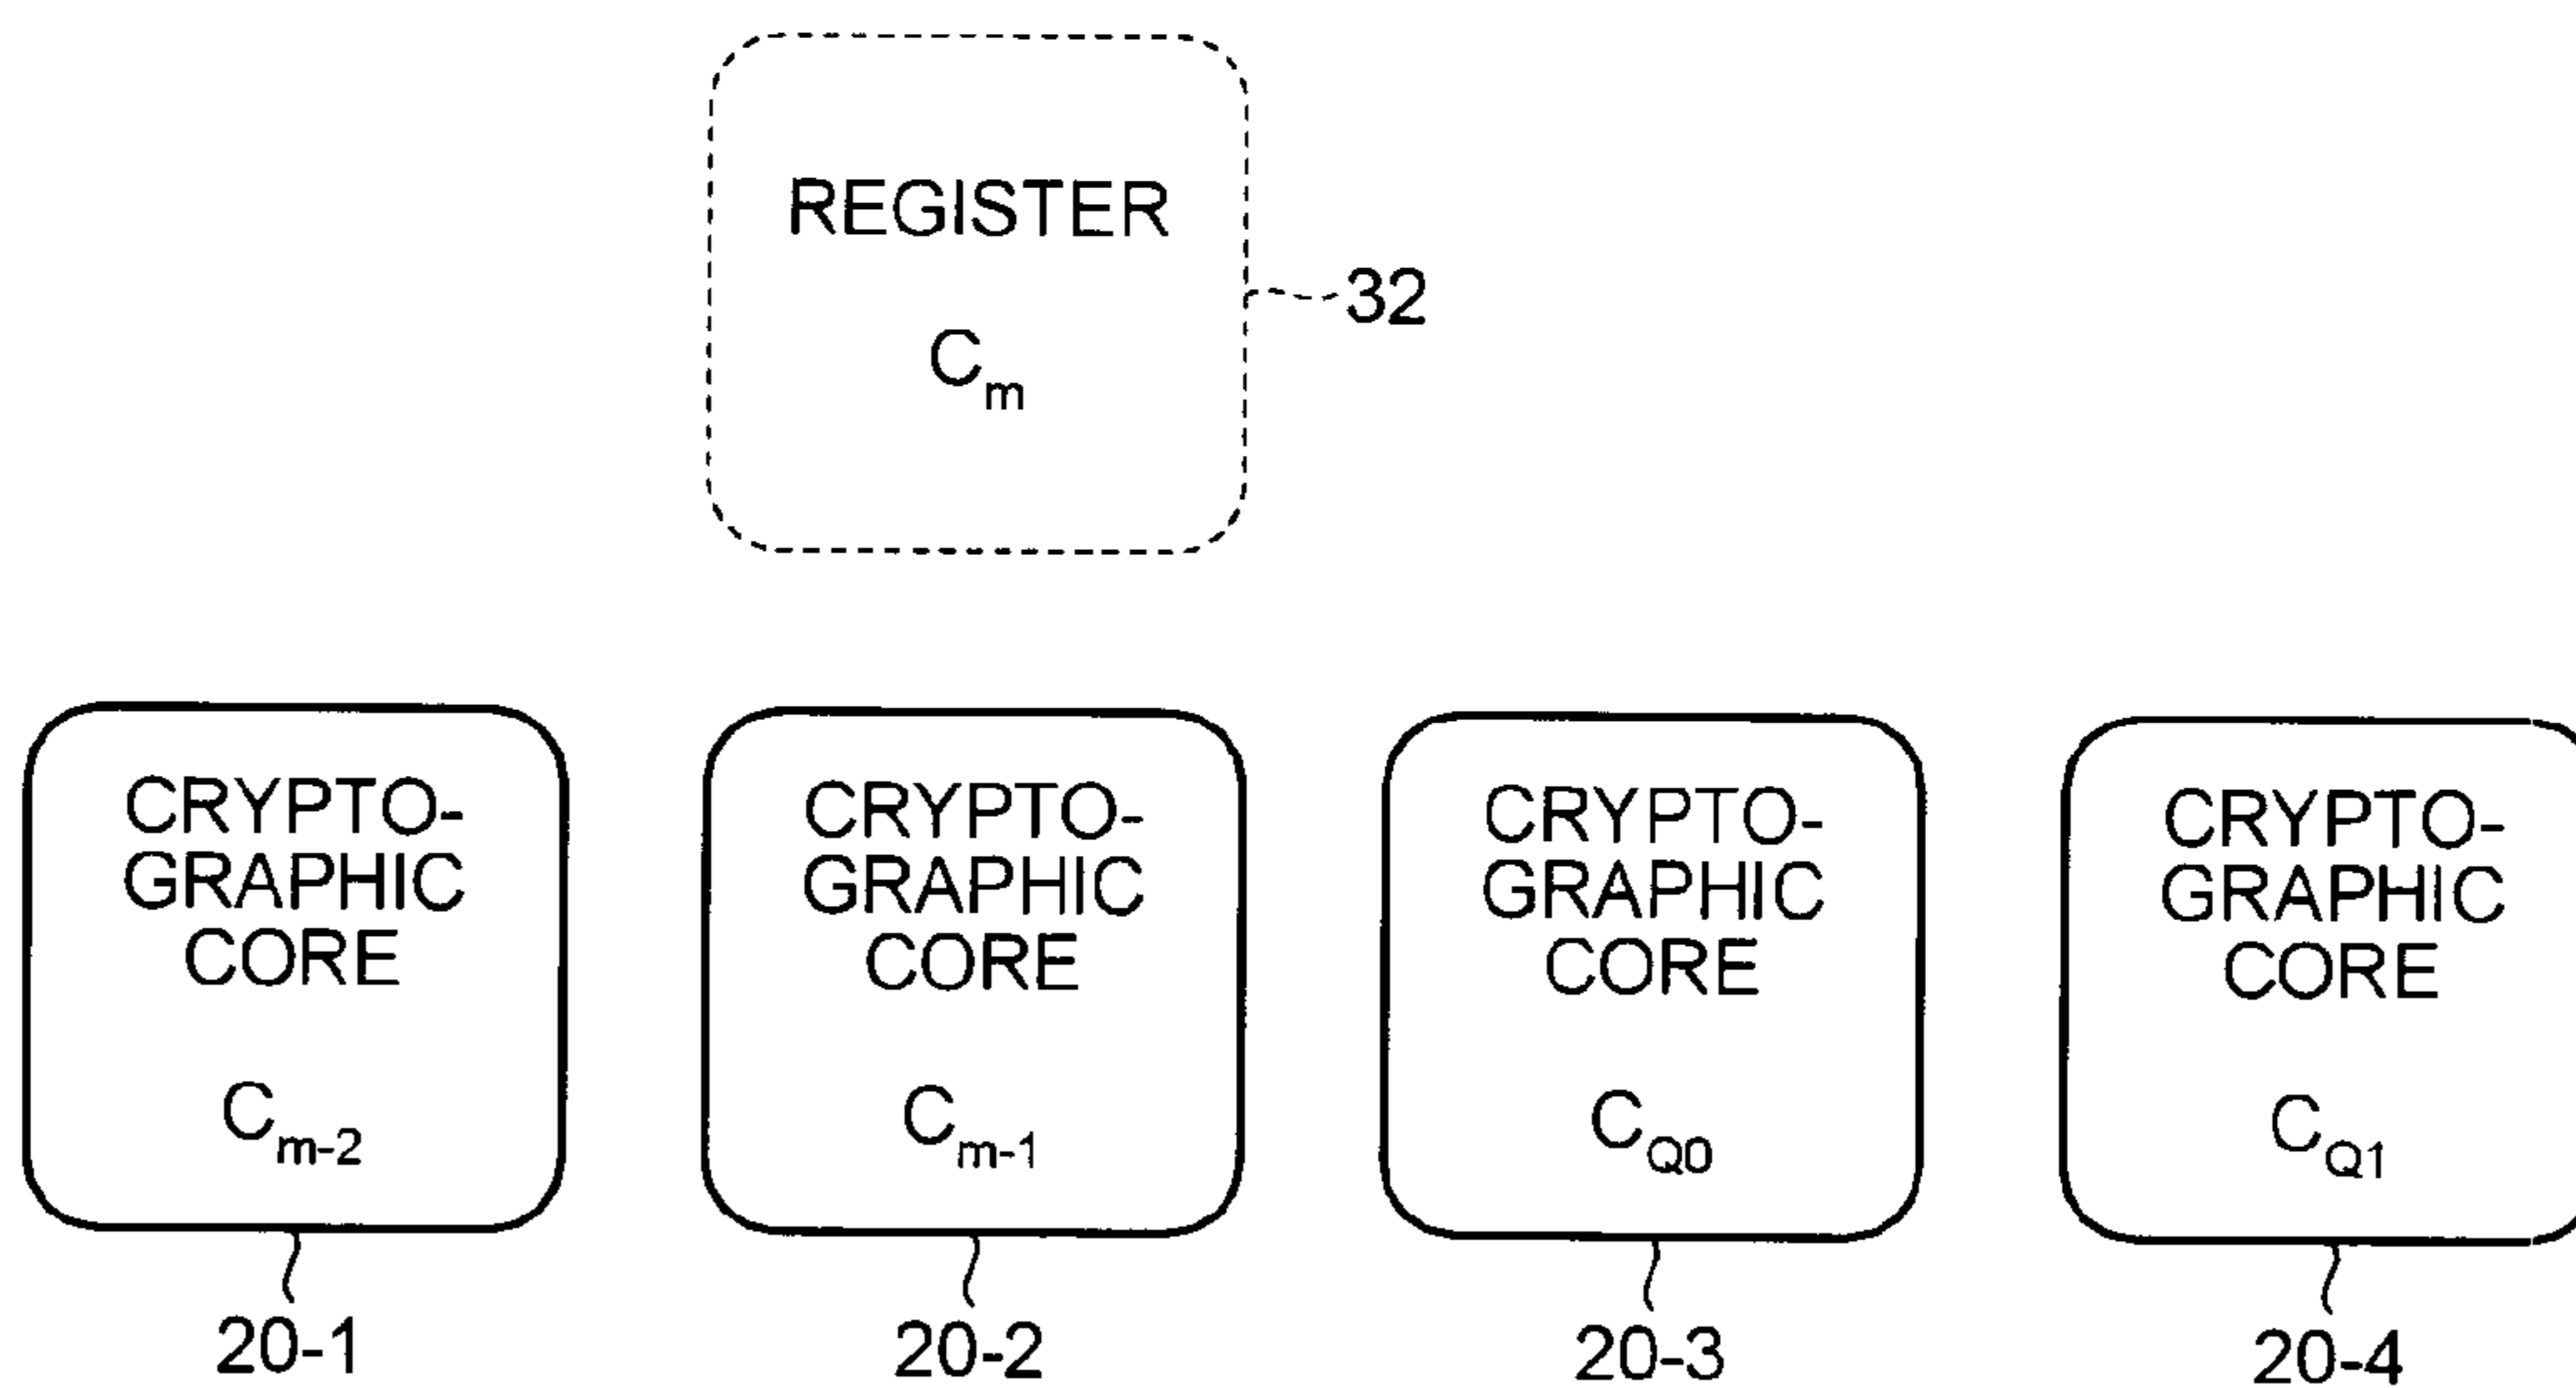 REGISTER
C_m
32
CRYPTO-
GRAPHIC
CORE
C_m-2
20-1
CRYPTO-
GRAPHIC
CORE
C_m-1
20-2
CRYPTO-
GRAPHIC
CORE
C_Q0
20-3
CRYPTO-
GRAPHIC
CORE
C_Q1
20-4